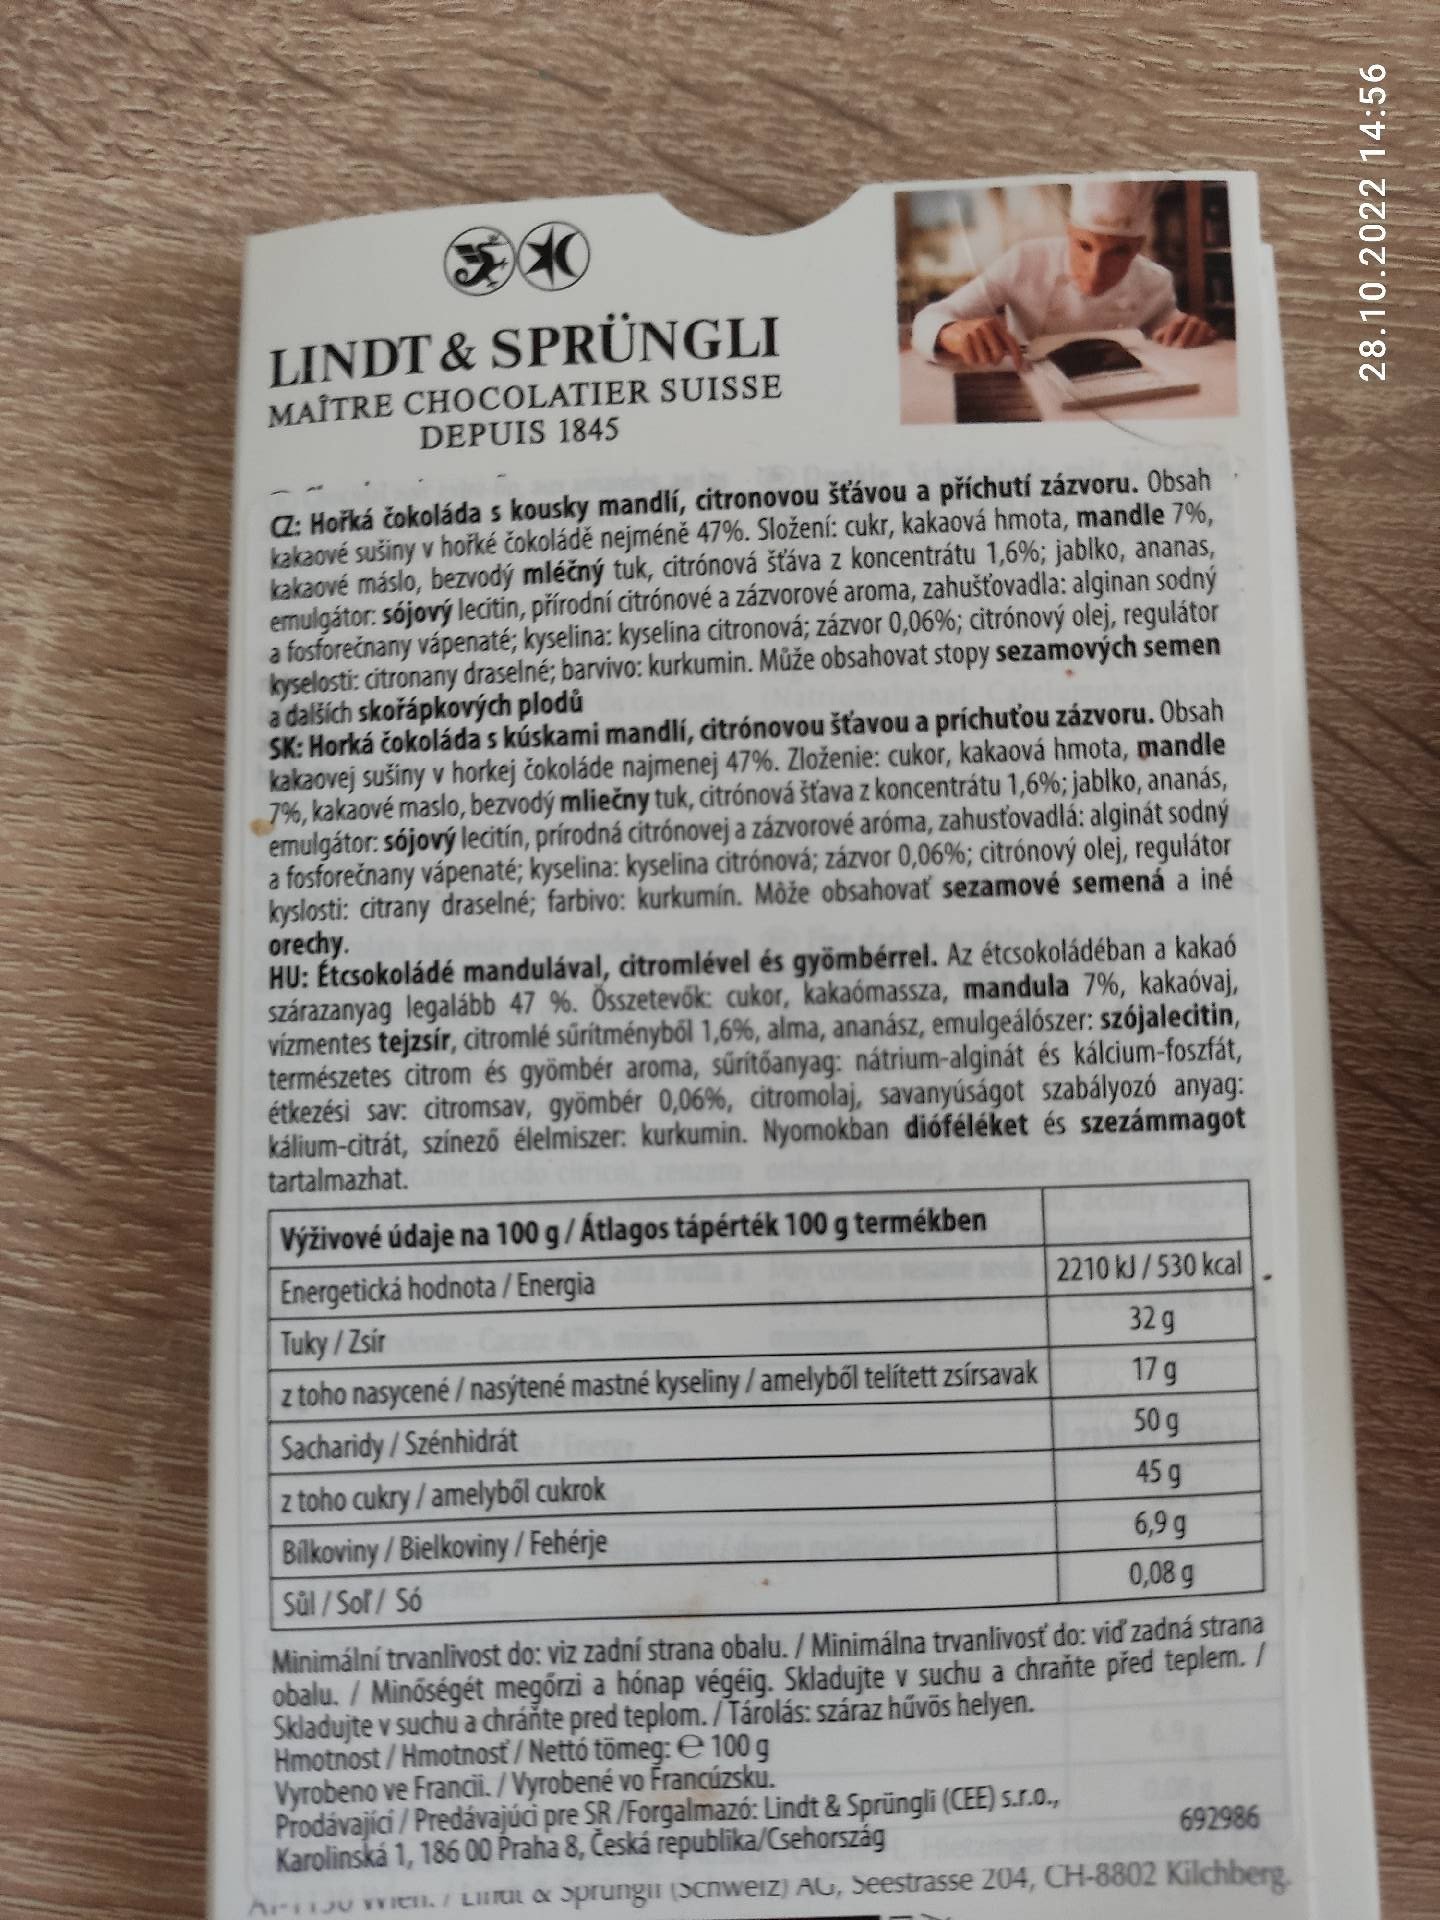 28.10.2022 14:56
LINDT & SPRÜNGLI
MAÎTRE CHOCOLATIER SUISSE
DEPUIS 1845
CZ: Hořká čokoláda s kousky mandlí, citronovou šťávou a příchutí zázvoru. Obsah
kakaové sušiny v hořké čokoládě nejméně 47%. Složení: cukr, kakaová hmota, mandle 7%,
kakaové máslo, bezvodý mléčný tuk, citrónová šťáva z koncentrátu 1,6%; jablko, ananas,
emulgátor: sójový lecitin, přírodní citrónové a zázvorové aroma, zahušťovadla: alginan sodný
a fosforečnany vápenaté; kyselina: kyselina citronová; zázvor 0,06%; citrónový olej, regulátor
kyselosti: citronany draselné; barvivo: kurkumin. Může obsahovat stopy sezamových semen
a dalších skořápkových plodů
SK: Horká čokoláda s kúskami mandlí, citrónovou šťavou a príchuťou zázvoru. Obsah
kakaovej sušiny v horkej čokoláde najmenej 47%. Zloženie: cukor, kakaová hmota, mandle
7%, kakaové maslo, bezvodý mliečny tuk, citrónová šťava z koncentrátu 1,6%; jablko, ananás,
emulgátor: sójový lecitín, prírodná citrónovej a zázvorové aróma, zahusťovadlá: alginát sodný
a fosforečnany vápenaté; kyselina: kyselina citrónová; zázvor 0,06%; citrónový olej, regulátor
kyslosti: citrany draselné; farbivo: kurkumín. Môže obsahovať sezamové semená a iné
orechy.
HU: Étcsokoládé mandulával, citromlével és gyömbérrel. Az étcsokoládéban a kakaó
szárazanyag legalább 47 %. Összetevők: cukor, kakaómassza, mandula 7%, kakaóvaj,
vízmentes tejzsír, citromlé sűrítményből 1,6%, alma, ananász, emulgeálószer: szójalecitin,
természetes citrom és gyömbér aroma, sűrítőanyag: nátrium-alginát és kálcium-foszfát,
étkezési sav: citromsav, gyömbér 0,06%, citromolaj, savanyúságot szabályozó anyag:
kálium-citrát, színező élelmiszer: kurkumin. Nyomokban dióféléket és szezámmagot
tartalmazhat.
Výživové údaje na 100 g / Átlagos tápérték 100 g termékben
Energetická hodnota / Energia 2210 kJ / 530 kcal
Tuky / Zsír 32 g
z toho nasycené / nasýtené mastné kyseliny / amelyből telített zsírsavak 17 g
Sacharidy / Szénhidrát 50 g
z toho cukry / amelyből cukrok 45 g
Bílkoviny / Bielkoviny / Fehérje 6,9 g
Sůl / Soľ / Só 0,08 g
Minimální trvanlivost do: viz zadní strana obalu. / Minimálna trvanlivosť do: viď zadná strana
obalu. / Minőségét megőrzi a hónap végéig. Skladujte v suchu a chraňte před teplem. /
Skladujte v suchu a chráňte pred teplom. / Tárolás: száraz hűvös helyen.
Hmotnost / Hmotnosť / Nettó tömeg: ℮ 100 g
Vyrobeno ve Francii. / Vyrobené vo Francúzsku.
Prodávající / Predávajúci pre SR /Forgalmazó: Lindt & Sprüngli (CEE) s.r.o.,
Karolinská 1, 186 00 Praha 8, Česká republika/Csehország
692986
Wien. / Lindt & Sprüngli (Schweiz) AG, Seestrasse 204, CH-8802 Kilchberg.